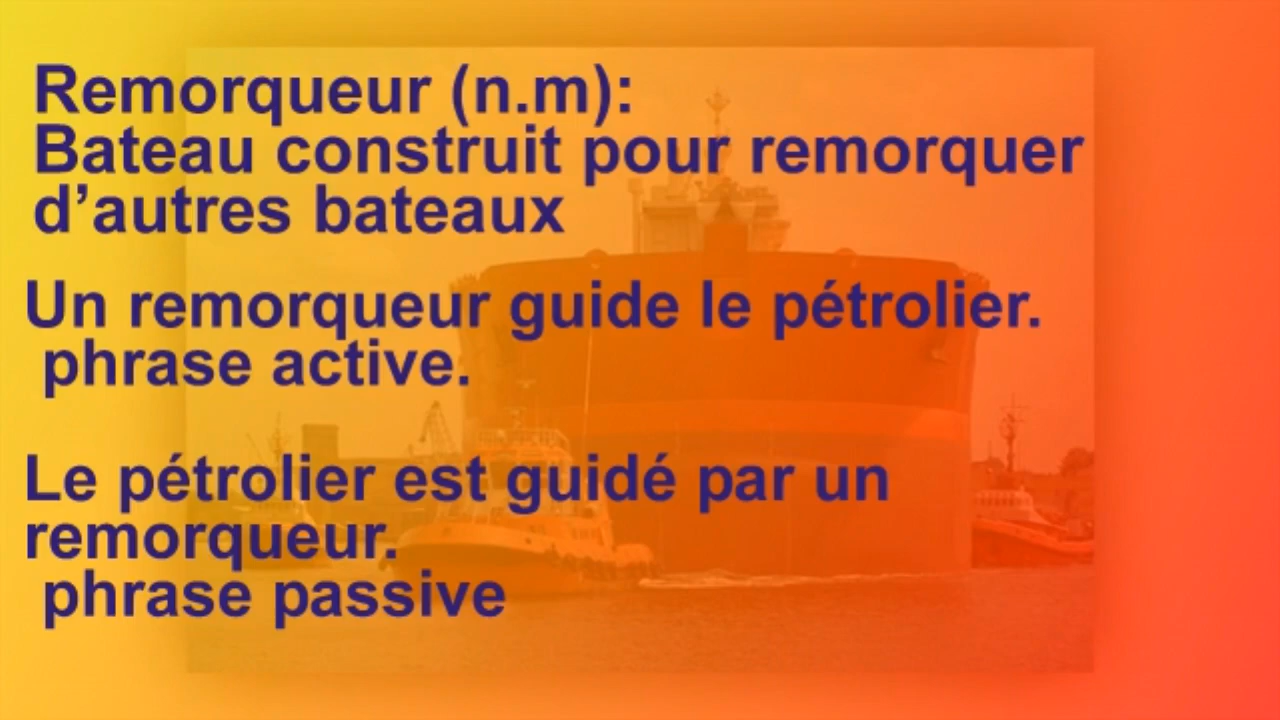 Remorqueur (n.m):
Bateau construit pour remorquer
d’autres bateaux
Un remorqueur guide le pétrolier.
phrase active.
Le pétrolier est guidé par un
remorqueur.
phrase passive